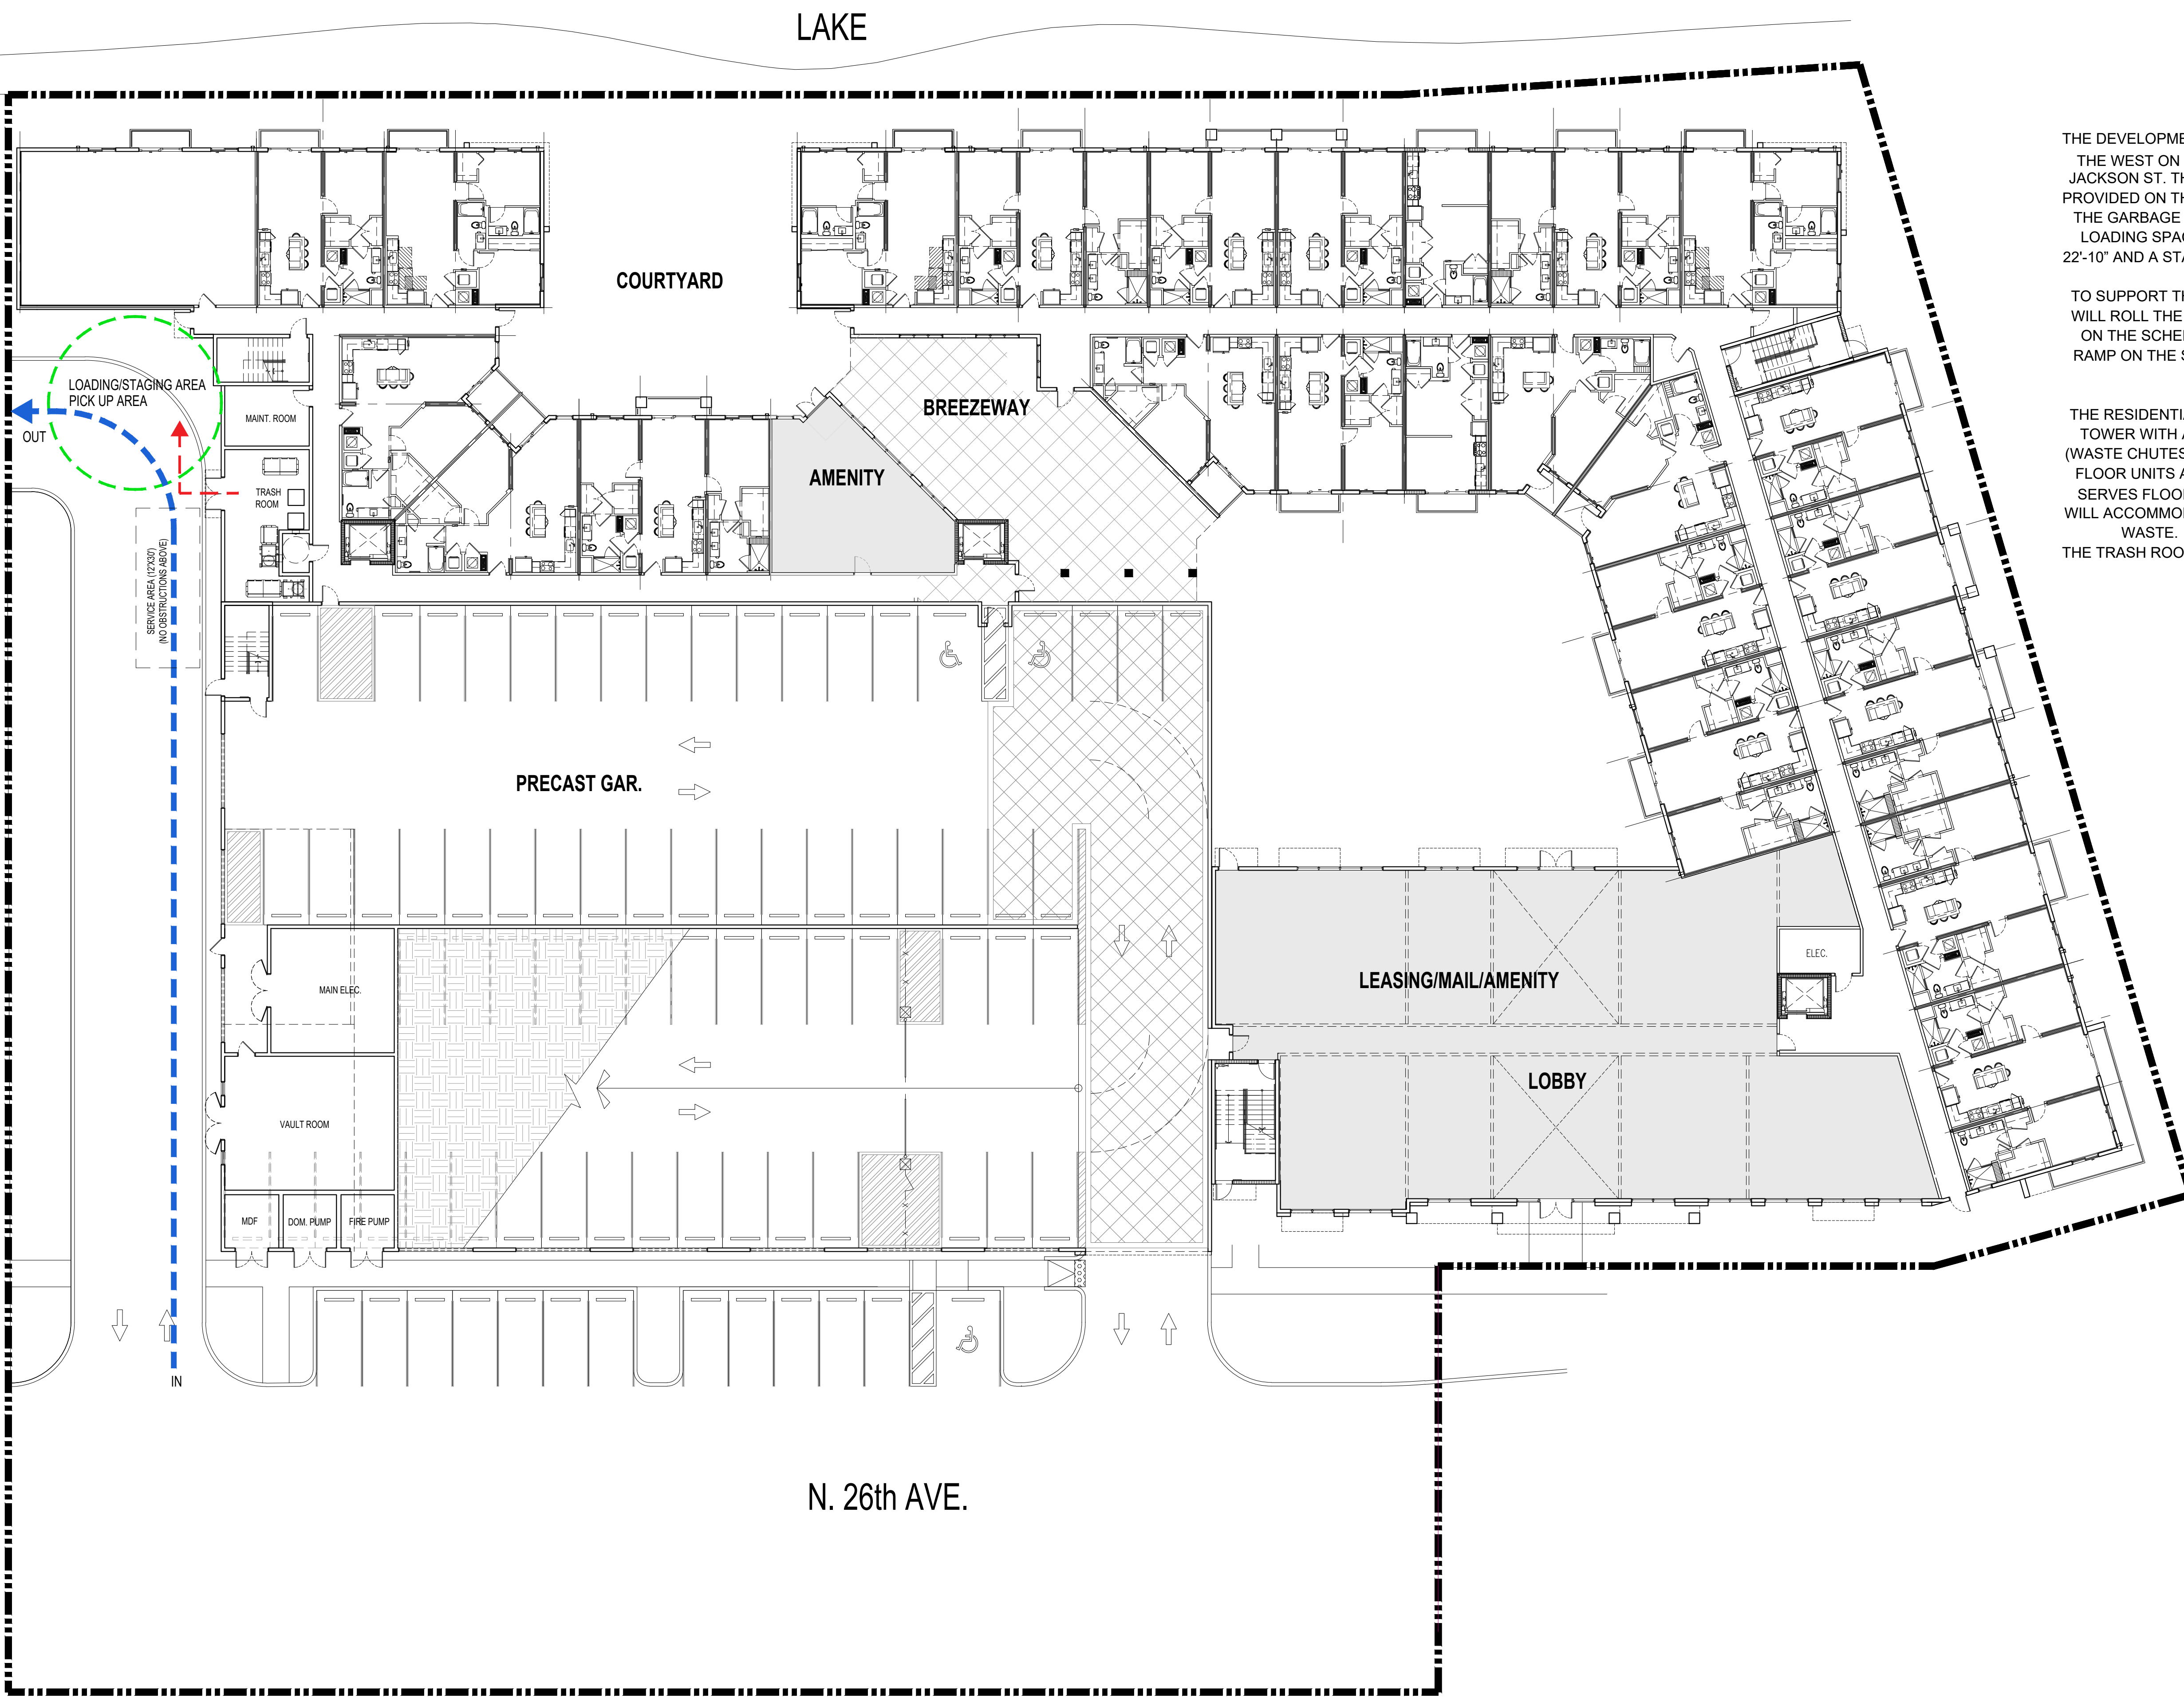 LAKE
THE DEVELOPME
THE WEST ON
JACKSON ST. TH
PROVIDED ON TH
THE GARBAGE
LOADING SPAC
22'-10” AND A STA
TO SUPPORT TH
WILL ROLL THE
ON THE SCHE
RAMP ON THE S
THE RESIDENTIA
TOWER WITH A
(WASTE CHUTES
FLOOR UNITS A
SERVES FLOO
WILL ACCOMMO
WASTE.
THE TRASH ROO
COURTYARD
LOADING/STAGING AREA
PICK UP AREA
OUT
MAINT. ROOM
BREEZEWAY
AMENITY
TRASH
ROOM
SERVICE AREA (12'X30')
(NO OBSTRUCTIONS ABOVE)
PRECAST GAR.
MAIN ELEC.
LEASING/MAIL/AMENITY
ELEC.
LOBBY
VAULT ROOM
MDF
DOM. PUMP
FIRE PUMP
IN
N. 26th AVE.